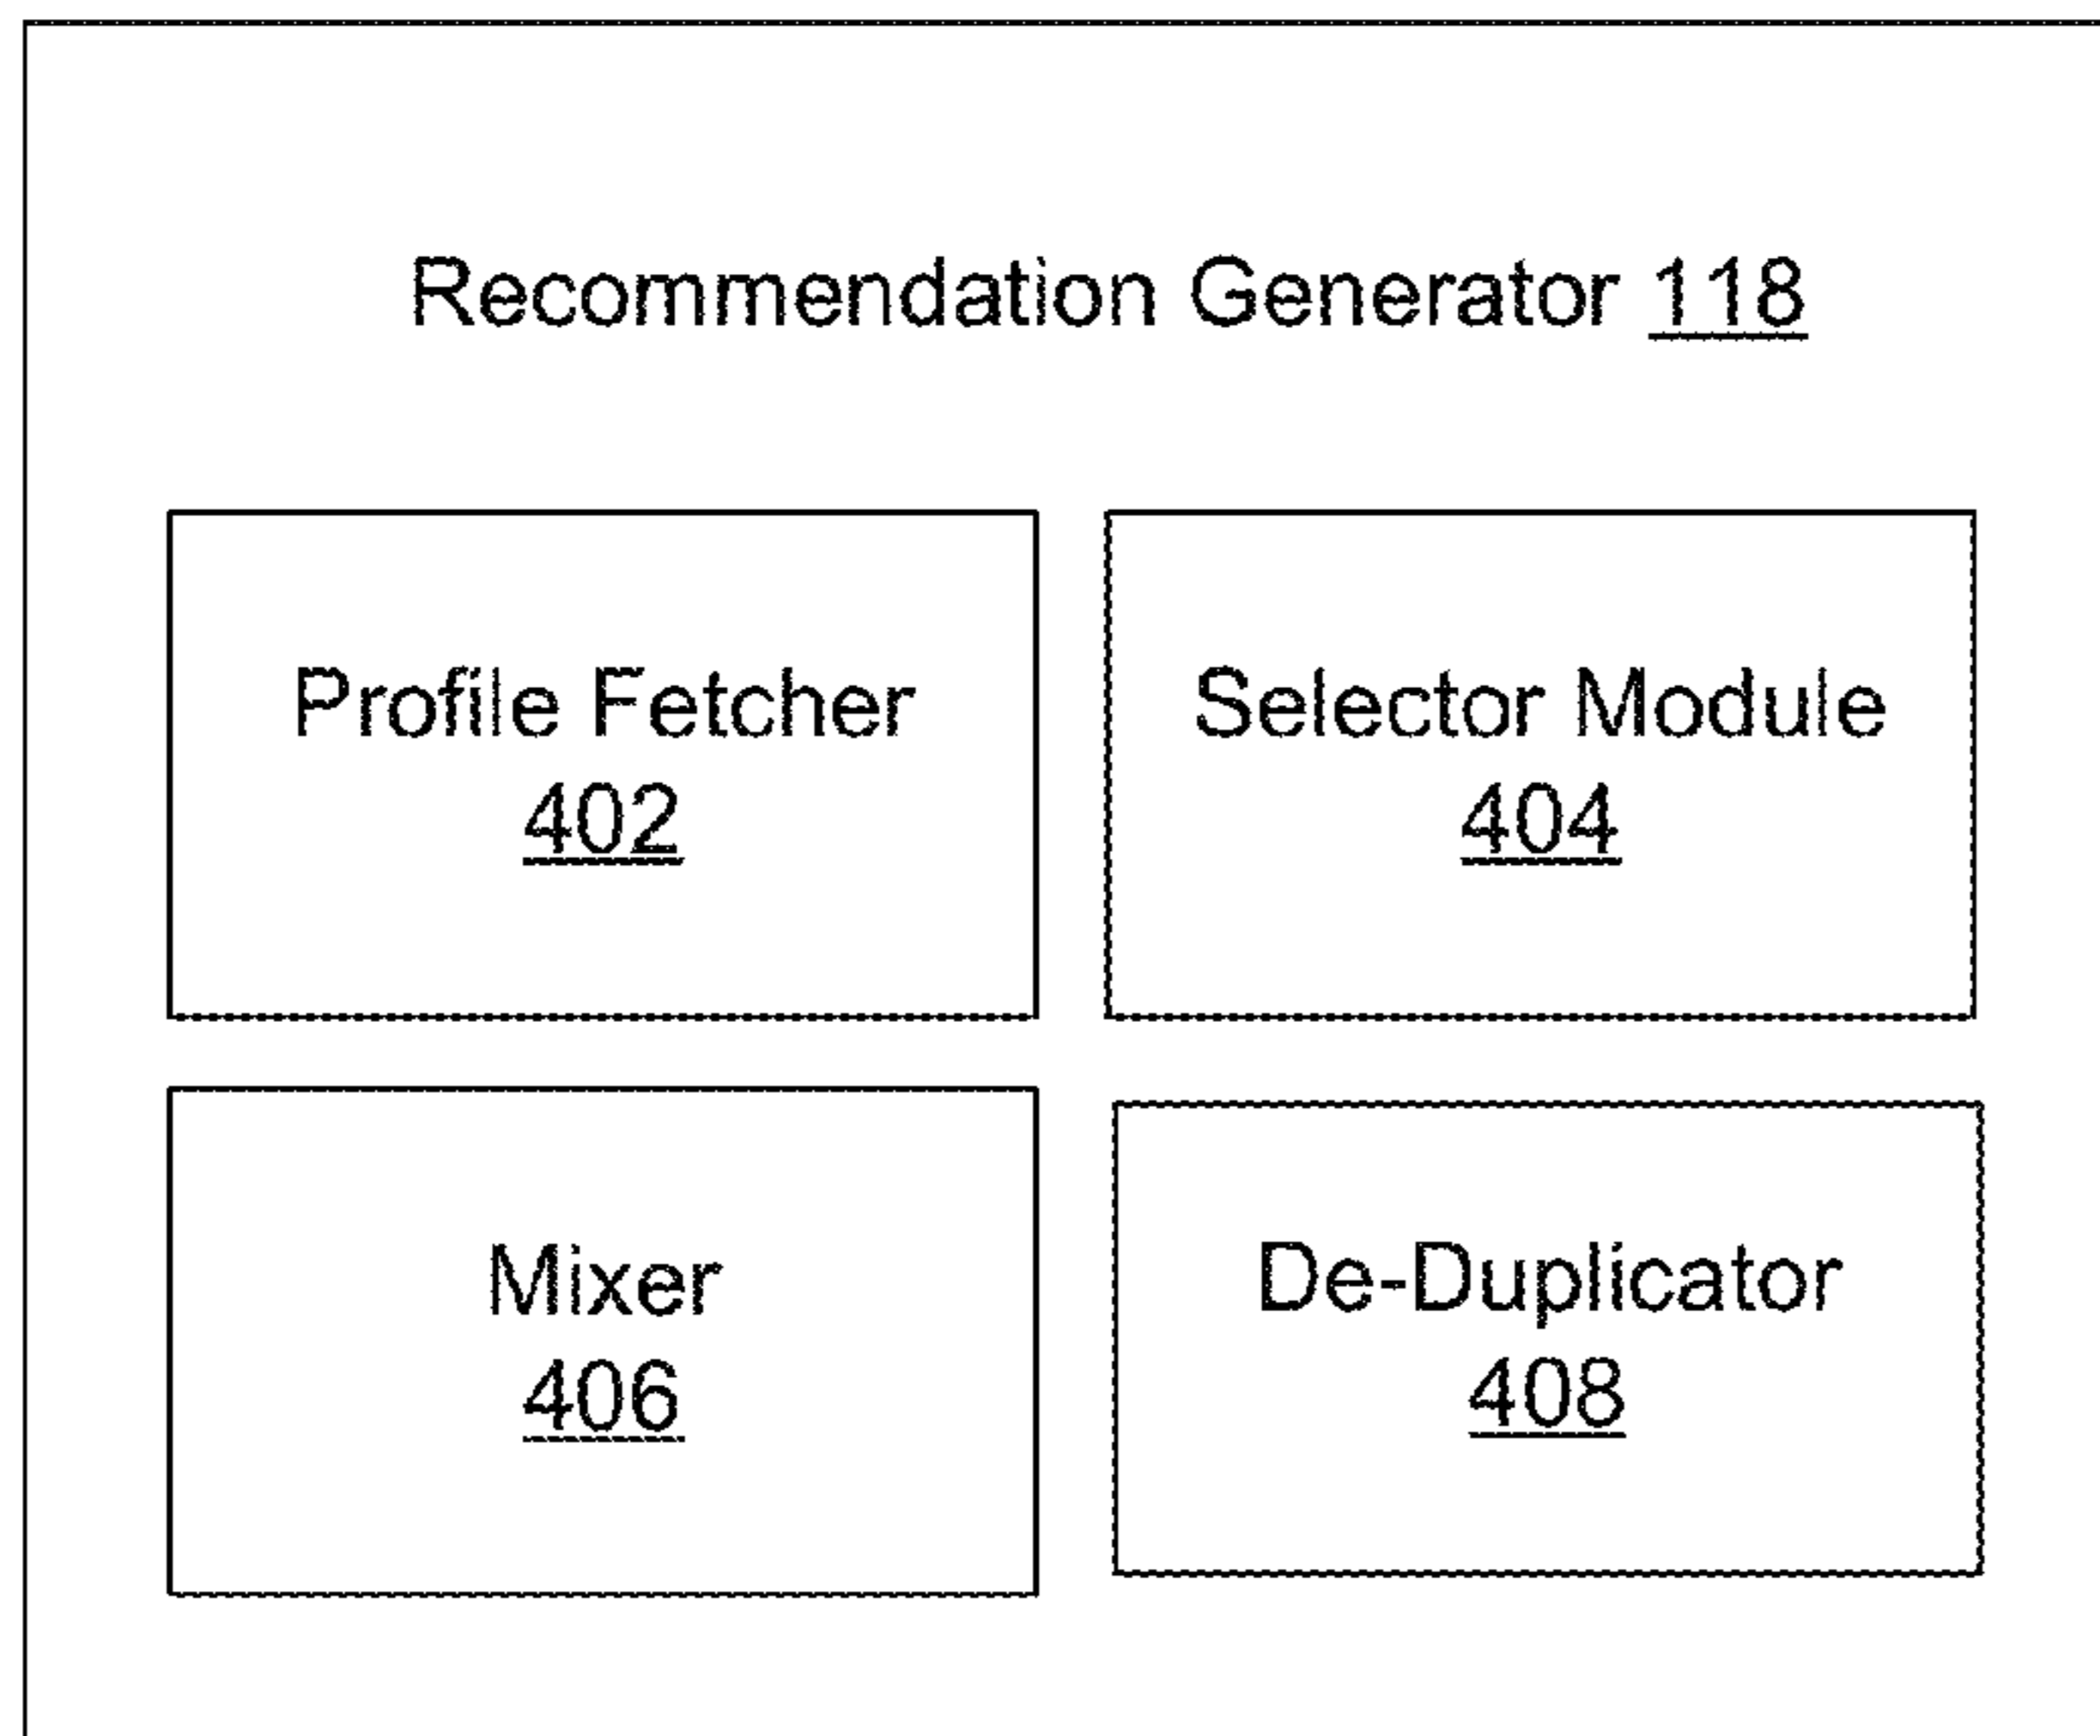 Recommendation Generator 118
Profile Fetcher
402
Selector Module
404
Mixer
406
De-Duplicator
408